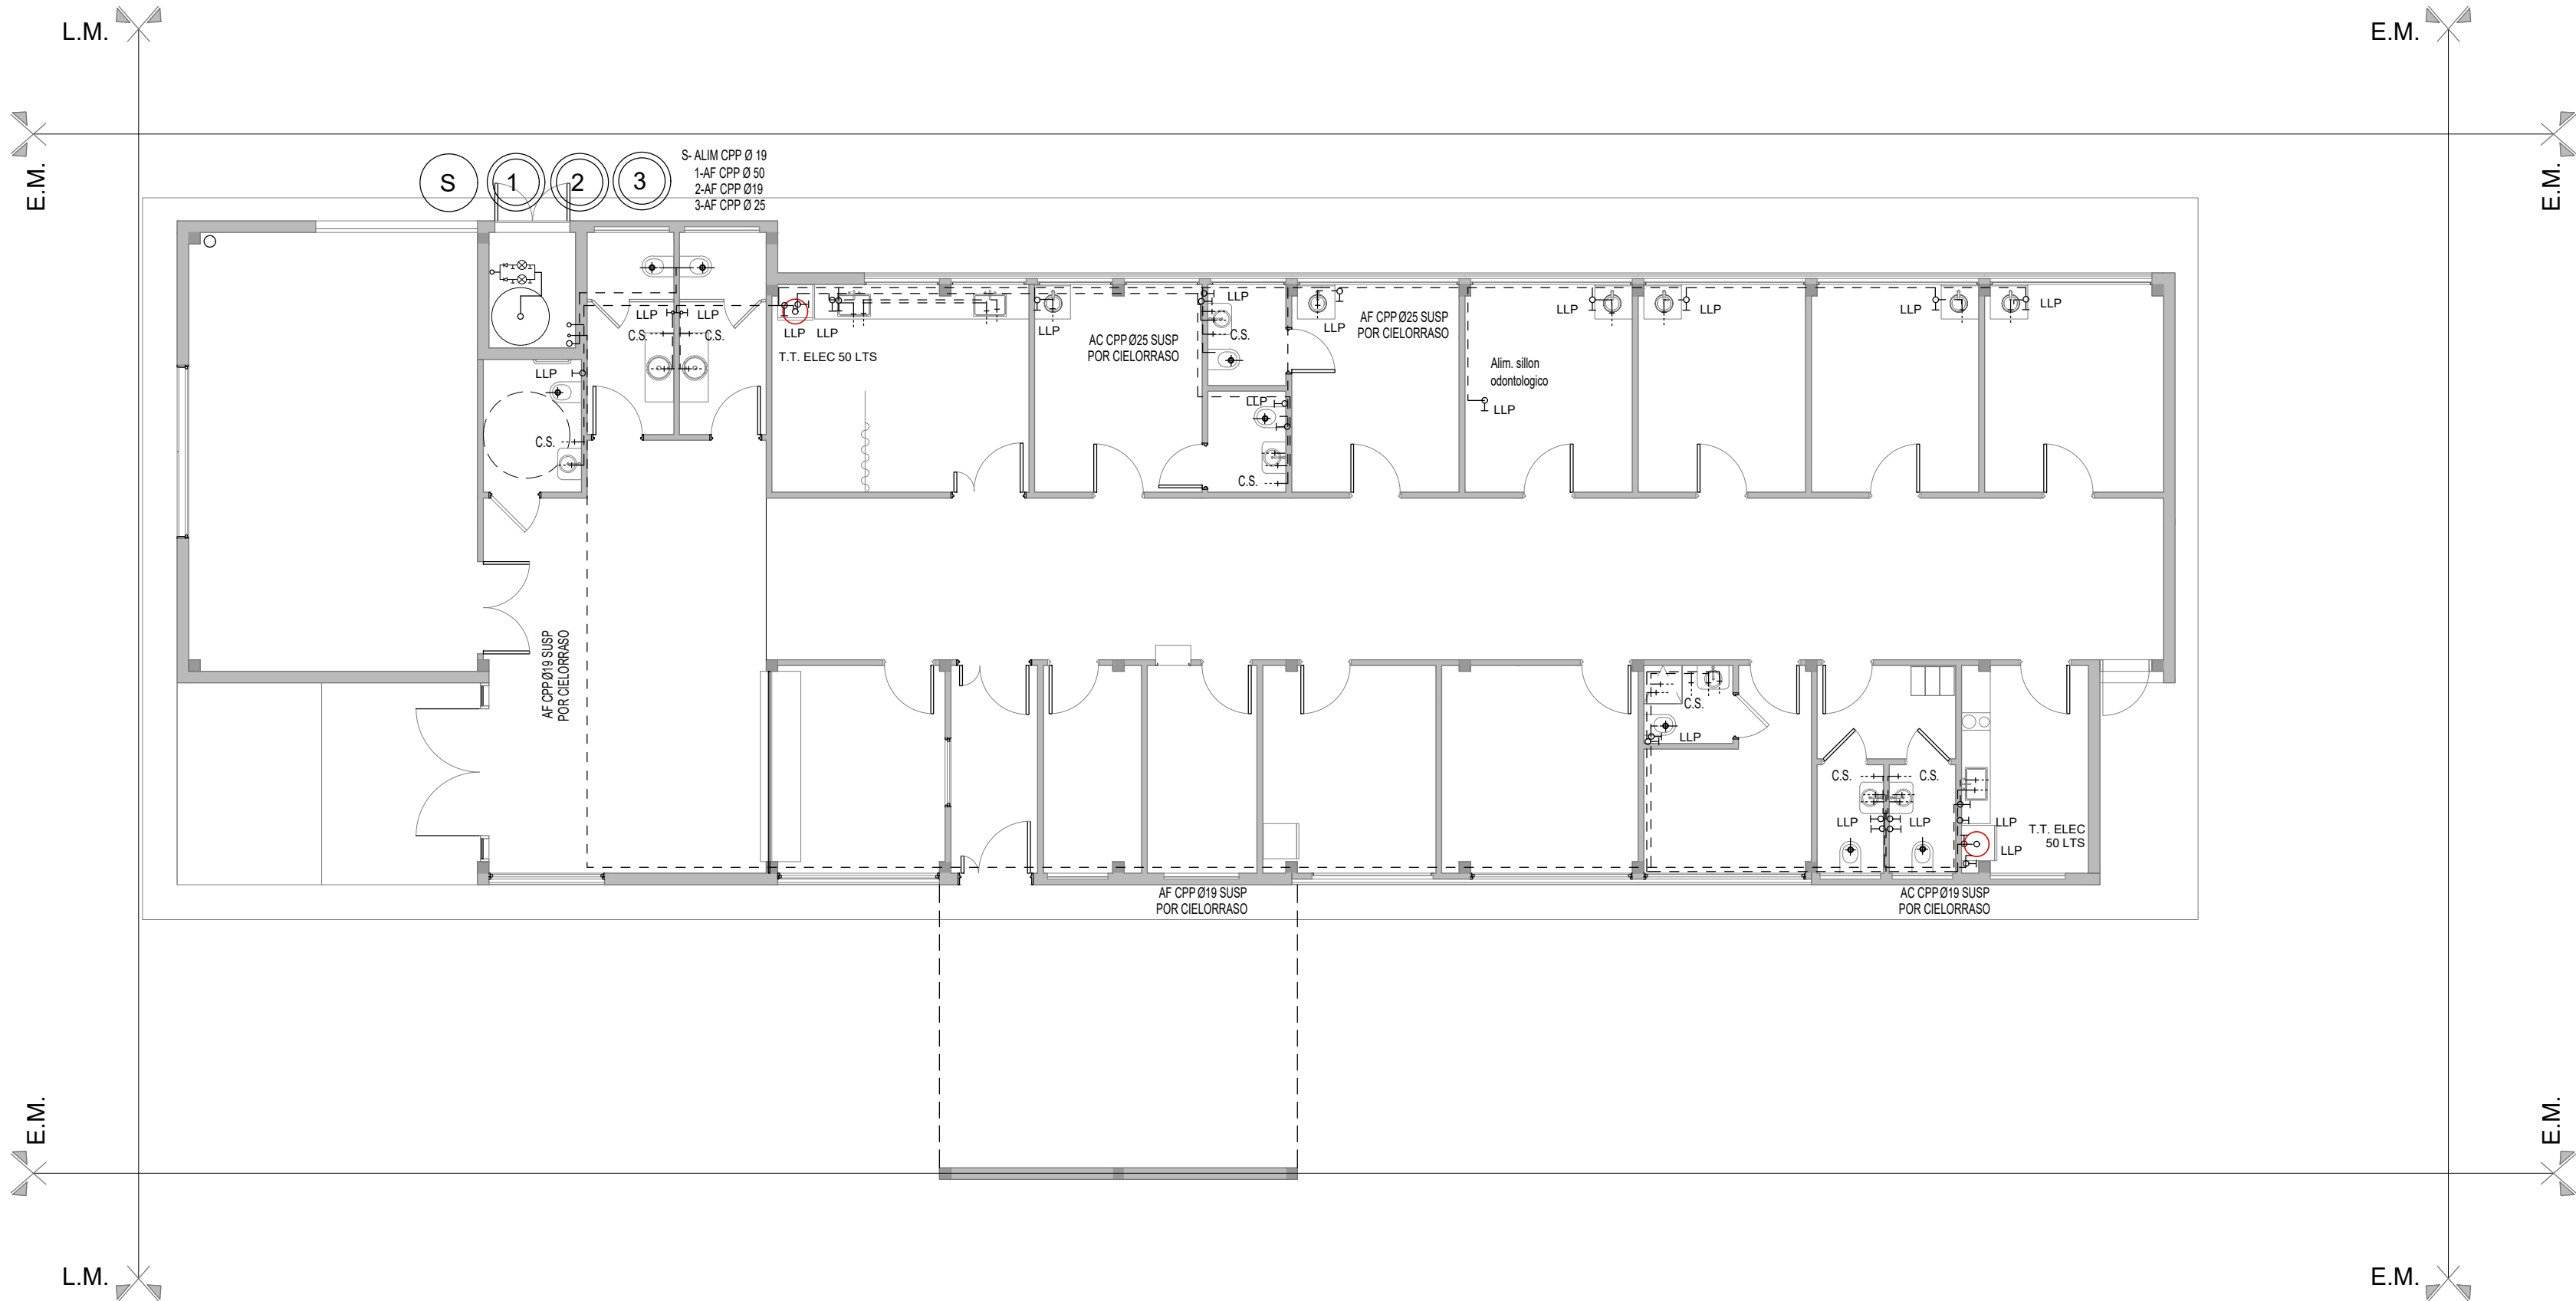 L.M.
E.M.
E.M.
E.M.
S
1
2
3
S- ALIM CPP Ø 19
1-AF CPP Ø 50
2-AF CPP Ø19
3-AF CPP Ø 25
LLP
LLP
C.S.
C.S.
LLP
C.S.
LLP
LLP
T.T. ELEC 50 LTS
LLP
AC CPP Ø25 SUSP
POR CIELORRASO
LLP
C.S.
LLP
C.S.
LLP
AF CPP Ø25 SUSP
POR CIELORRASO
Alim. sillon
odontologico
LLP
LLP
LLP
LLP
LLP
AF CPP Ø19 SUSP
POR CIELORRASO
C.S.
LLP
C.S.
C.S.
LLP
LLP
LLP
LLP
T.T. ELEC
50 LTS
AF CPP Ø19 SUSP
POR CIELORRASO
AC CPP Ø19 SUSP
POR CIELORRASO
E.M.
E.M.
L.M.
E.M.